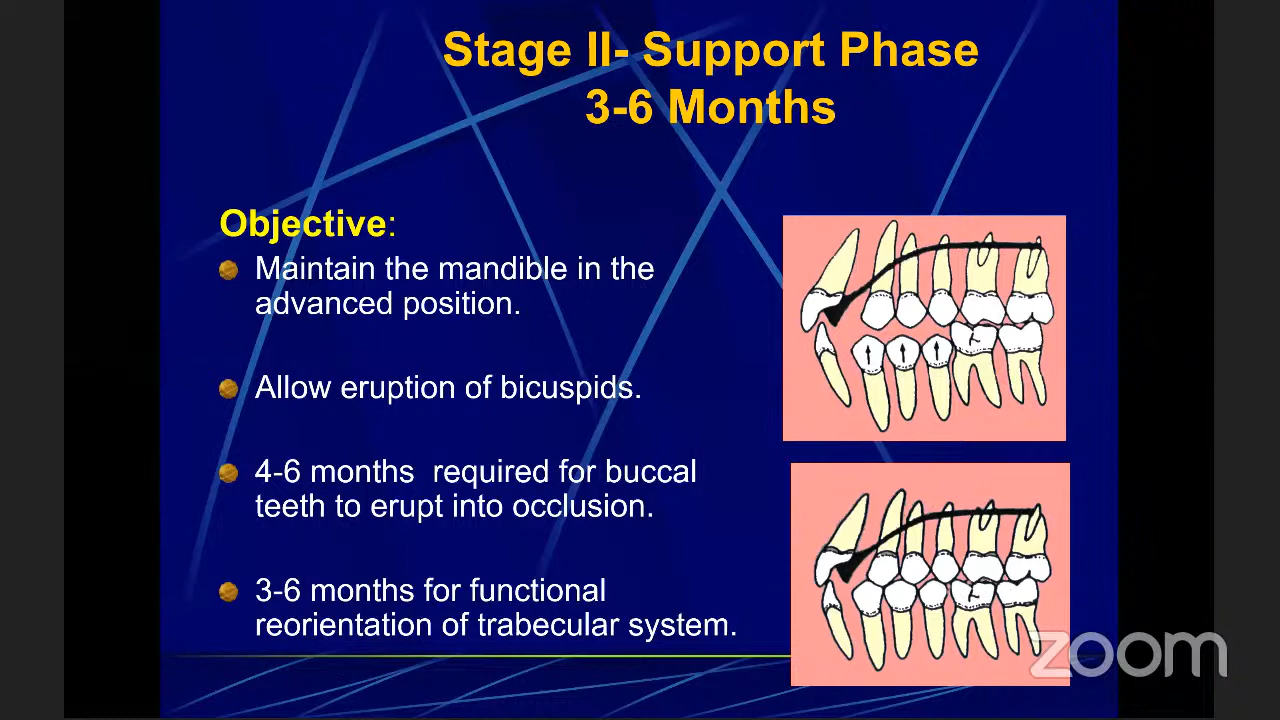 Stage II- Support Phase
3-6 Months
Objective:
Maintain the mandible in the
advanced position.
Allow eruption of bicuspids.
4-6 months  required for buccal
teeth to erupt into occlusion.
3-6 months for functional
reorientation of trabecular system.
zoom